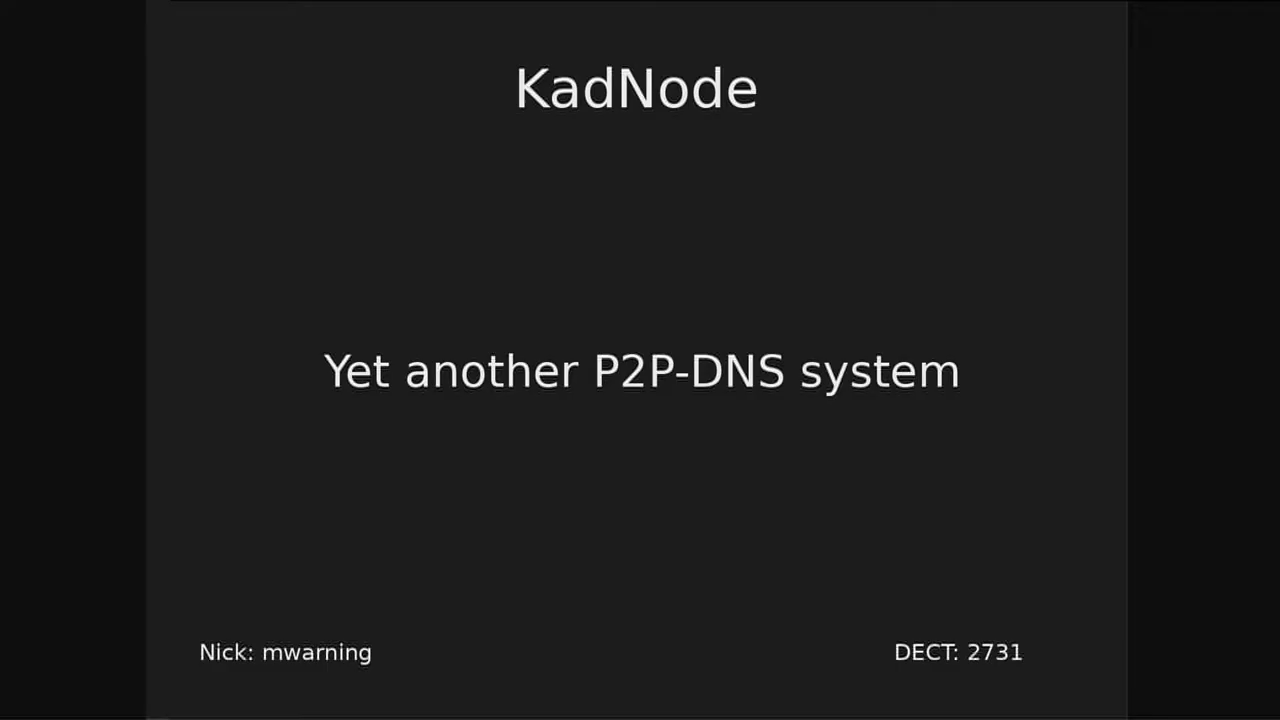 KadNode
Yet another P2P-DNS system
Nick: mwarning
DECT: 2731